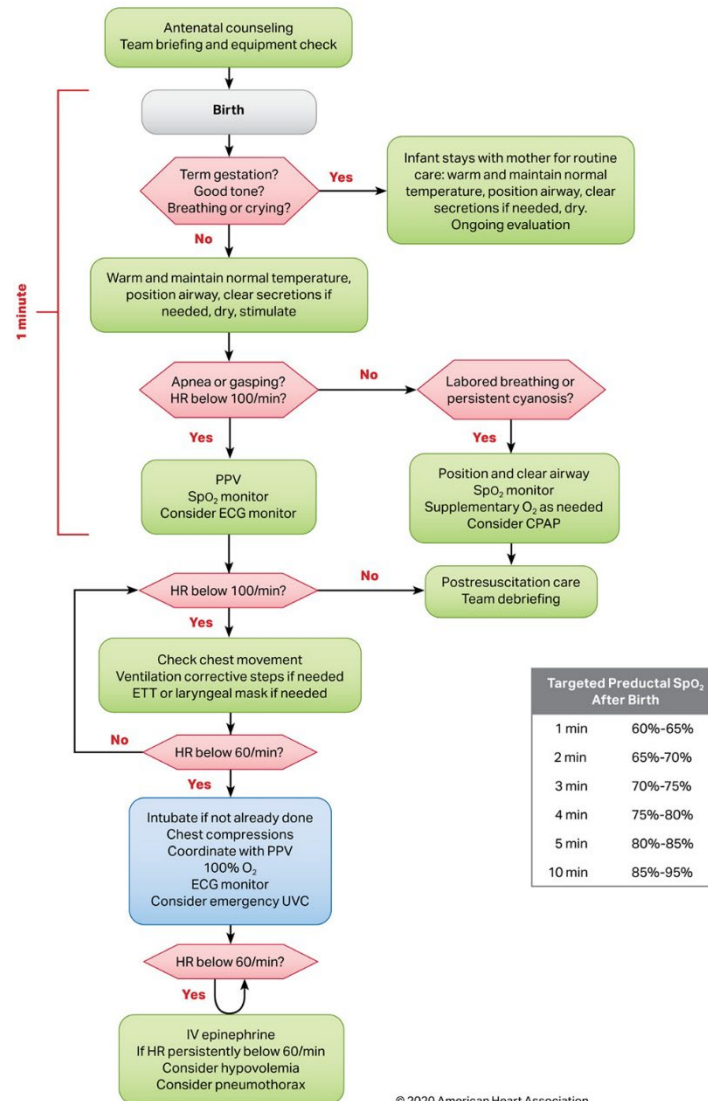 Antenatal counseling
Team briefing and equipment check
Birth
Term gestation?
Good tone?
Breathing or crying?
Yes
Infant stays with mother for routine
care: warm and maintain normal
temperature, position airway, clear
secretions if needed, dry.
Ongoing evaluation
No
Warm and maintain normal temperature,
position airway, clear secretions if
needed, dry, stimulate
1 minute
Apnea or gasping?
HR below 100/min?
No
Labored breathing or
persistent cyanosis?
Yes
Yes
PPV
SpO₂ monitor
Consider ECG monitor
Position and clear airway
SpO₂ monitor
Supplementary O₂ as needed
Consider CPAP
HR below 100/min?
No
Postresuscitation care
Team debriefing
Yes
Check chest movement
Ventilation corrective steps if needed
ETT or laryngeal mask if needed
No
HR below 60/min?
Yes
Intubate if not already done
Chest compressions
Coordinate with PPV
100% O₂
ECG monitor
Consider emergency UVC
HR below 60/min?
Yes
IV epinephrine
If HR persistently below 60/min
Consider hypovolemia
Consider pneumothorax
Targeted Preductal SpO₂
After Birth
1 min 60%-65%
2 min 65%-70%
3 min 70%-75%
4 min 75%-80%
5 min 80%-85%
10 min 85%-95%
© 2020 American Heart Association